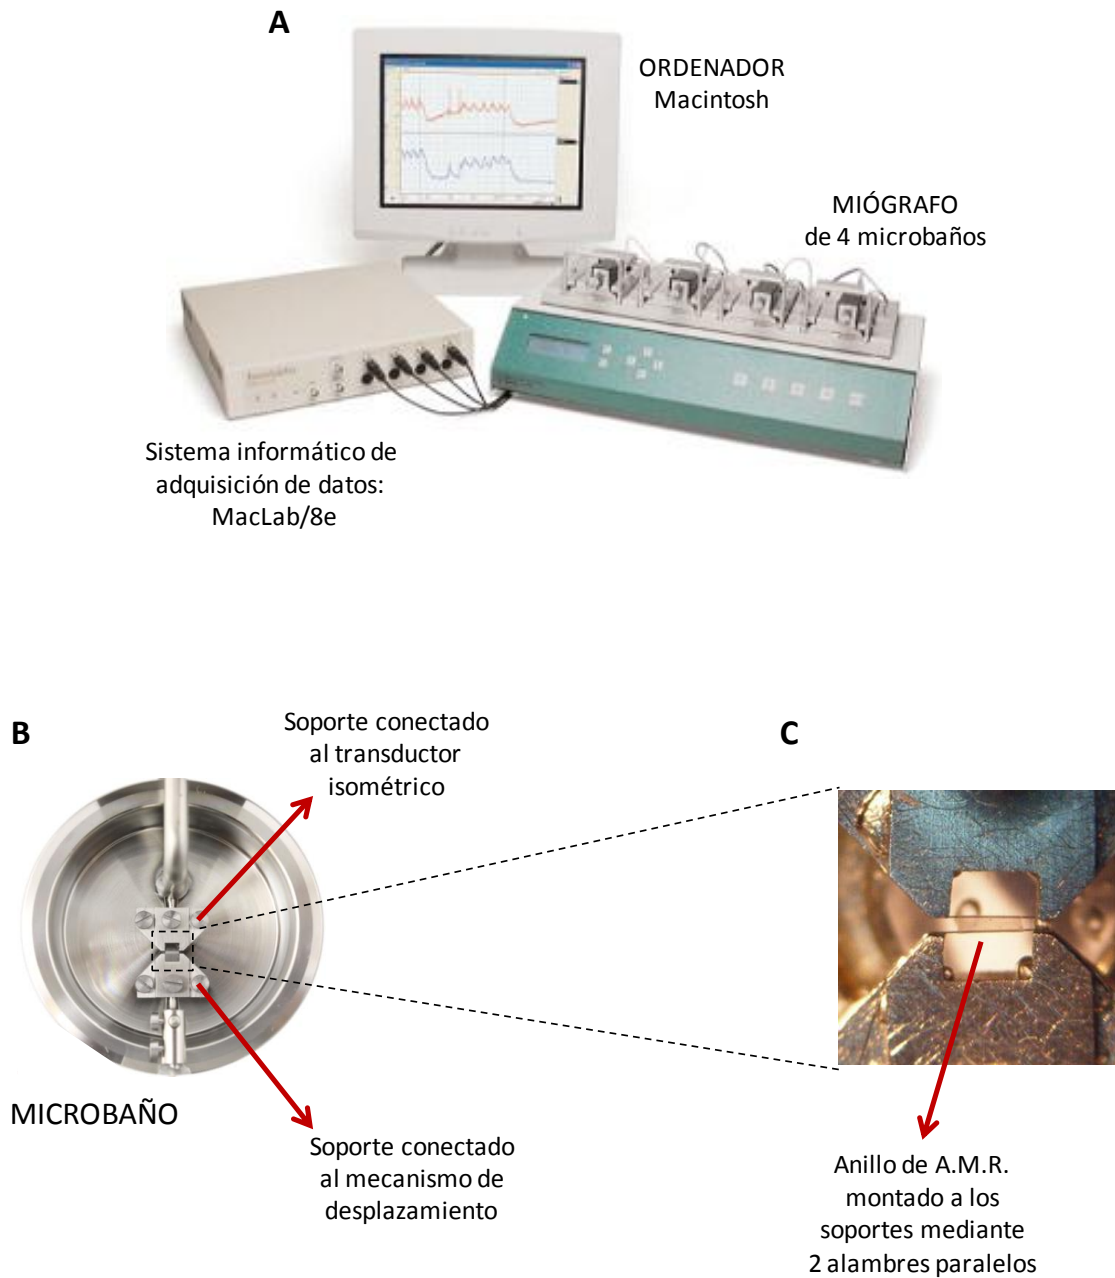 A
ORDENADOR
Macintosh
MIÓGRAFO
de 4 microbaños
Sistema informático de
adquisición de datos:
MacLab/8e
B
Soporte conectado
al transductor
isométrico
C
MICROBAÑO
Soporte conectado
al mecanismo de
desplazamiento
Anillo de A.M.R.
montado a los
soportes mediante
2 alambres paralelos